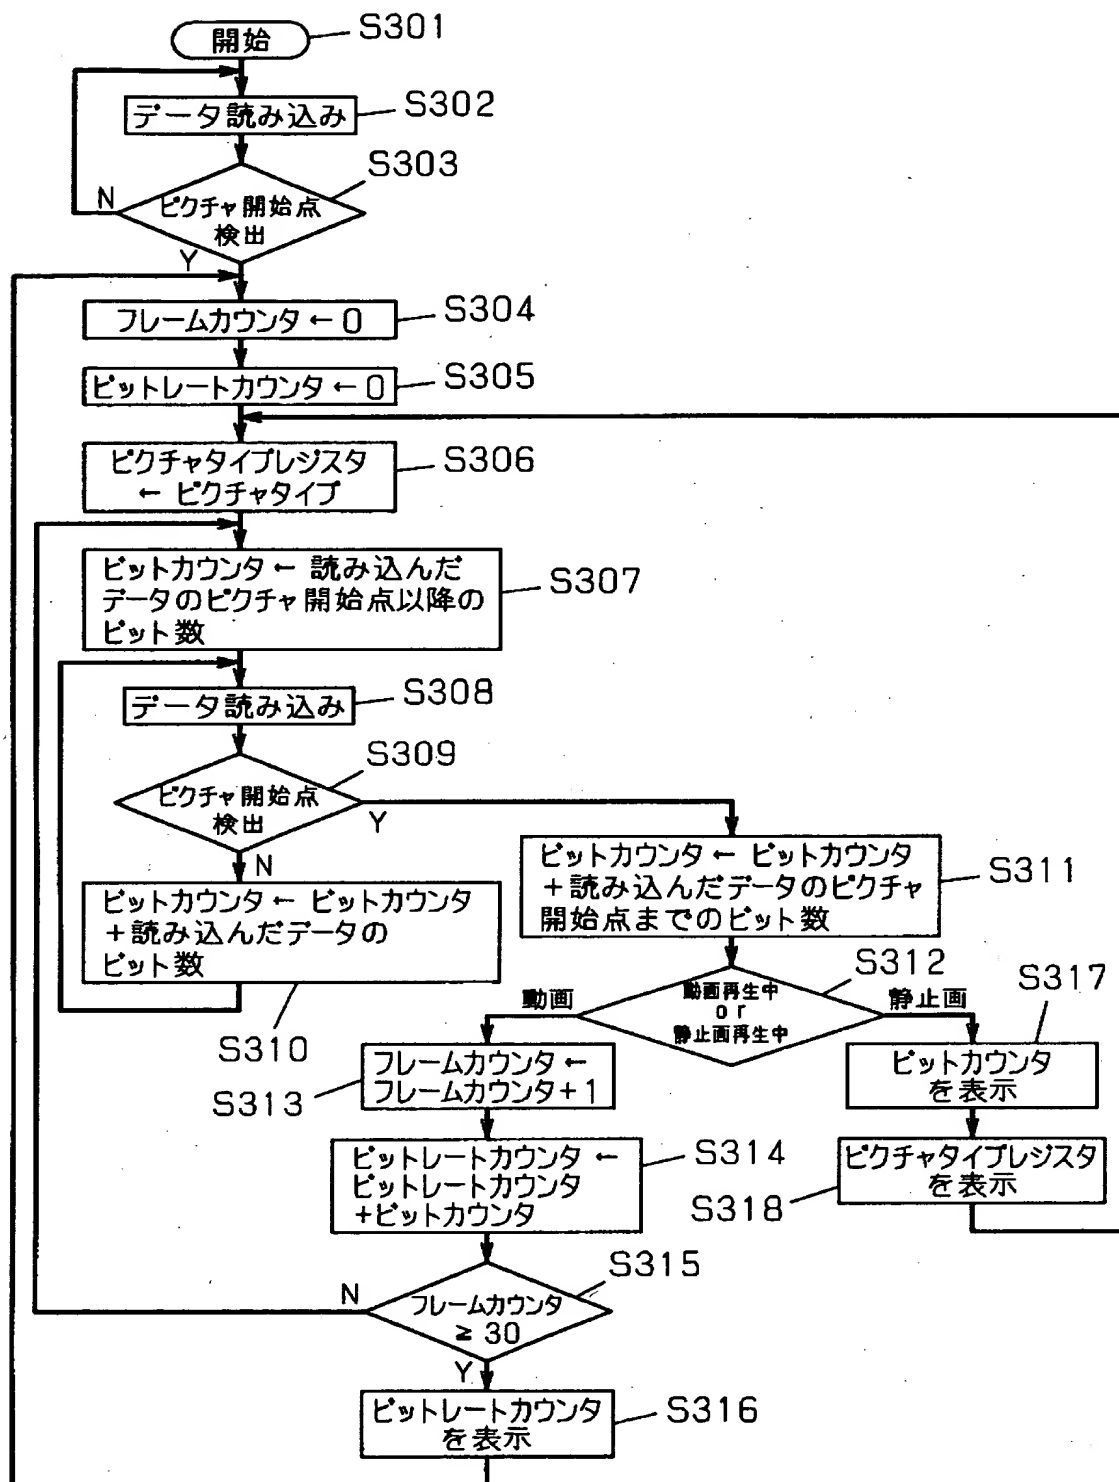 開始
S301
データ読み込み
S302
S303
ピクチャ開始点
検出
N
Y
フレームカウンタ ← 0
S304
ビットレートカウンタ ← 0
S305
ピクチャタイプレジスタ
← ピクチャタイプ
S306
ビットカウンタ ← 読み込んだ
データのピクチャ開始点以降の
ビット数
S307
データ読み込み
S308
S309
ピクチャ開始点
検出
Y
N
ビットカウンタ ← ビットカウンタ
+読み込んだデータの
ビット数
S310
ビットカウンタ ← ビットカウンタ
+読み込んだデータのピクチャ
開始点までのビット数
S311
S312
動画再生中
or
静止画再生中
動画
静止画
S317
フレームカウンタ ←
フレームカウンタ+1
S313
ビットカウンタ
を表示
ビットレートカウンタ ←
ビットレートカウンタ
+ビットカウンタ
S314
ピクチャタイプレジスタ
を表示
S318
S315
フレームカウンタ
≥ 30
N
Y
ビットレートカウンタ
を表示
S316